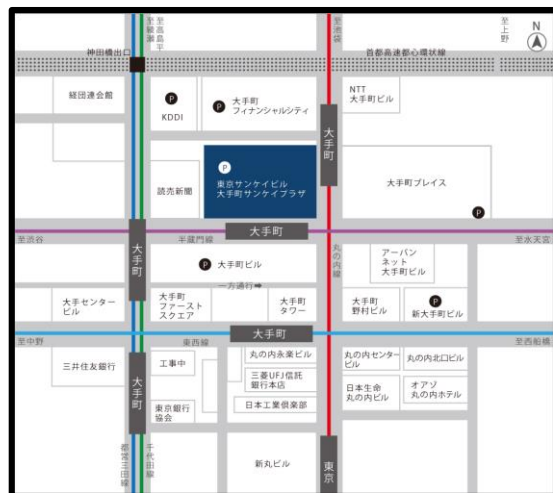 至綾瀬
至高島平
至池袋
至上野
N
神田橋出口
首都高速都心環状線
経団連会館
P
KDDI
P
大手町
フィナンシャルシティ
大手町
NTT
大手町ビル
読売新聞
P
東京サンケイビル
大手町サンケイプラザ
大手町プレイス
P
至渋谷
大手町
半蔵門線
大手町
丸の内線
至水天宮
P
大手町ビル
一方通行→
アーバン
ネット
大手町ビル
大手センター
ビル
大手町
ファースト
スクエア
大手町
タワー
大手町
野村ビル
P
新大手町ビル
至中野
東西線
大手町
至西船橋
三井住友銀行
大手町
工事中
丸の内永楽ビル
三菱UFJ信託
銀行本店
日本工業倶楽部
丸の内センター
ビル
丸の内北口ビル
日本生命
丸の内ビル
オアゾ
丸の内ホテル
東京銀行
協会
都営三田線
千代田線
新丸ビル
東京